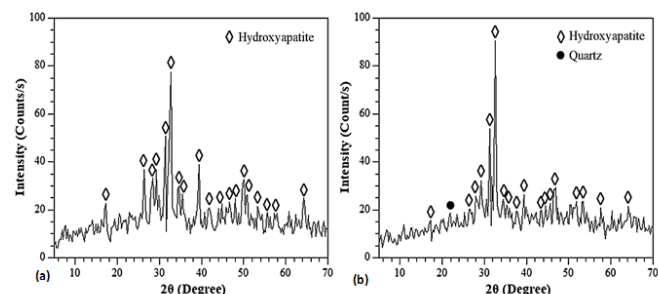 100
80
60
40
20
0
Intensity (Counts/s)
◊ Hydroxyapatite
(a)
10 20 30 40 50 60 70
2θ (Degree)
100
80
60
40
20
0
Intensity (Counts/s)
◊ Hydroxyapatite
● Quartz
(b)
10 20 30 40 50 60 70
2θ (Degree)